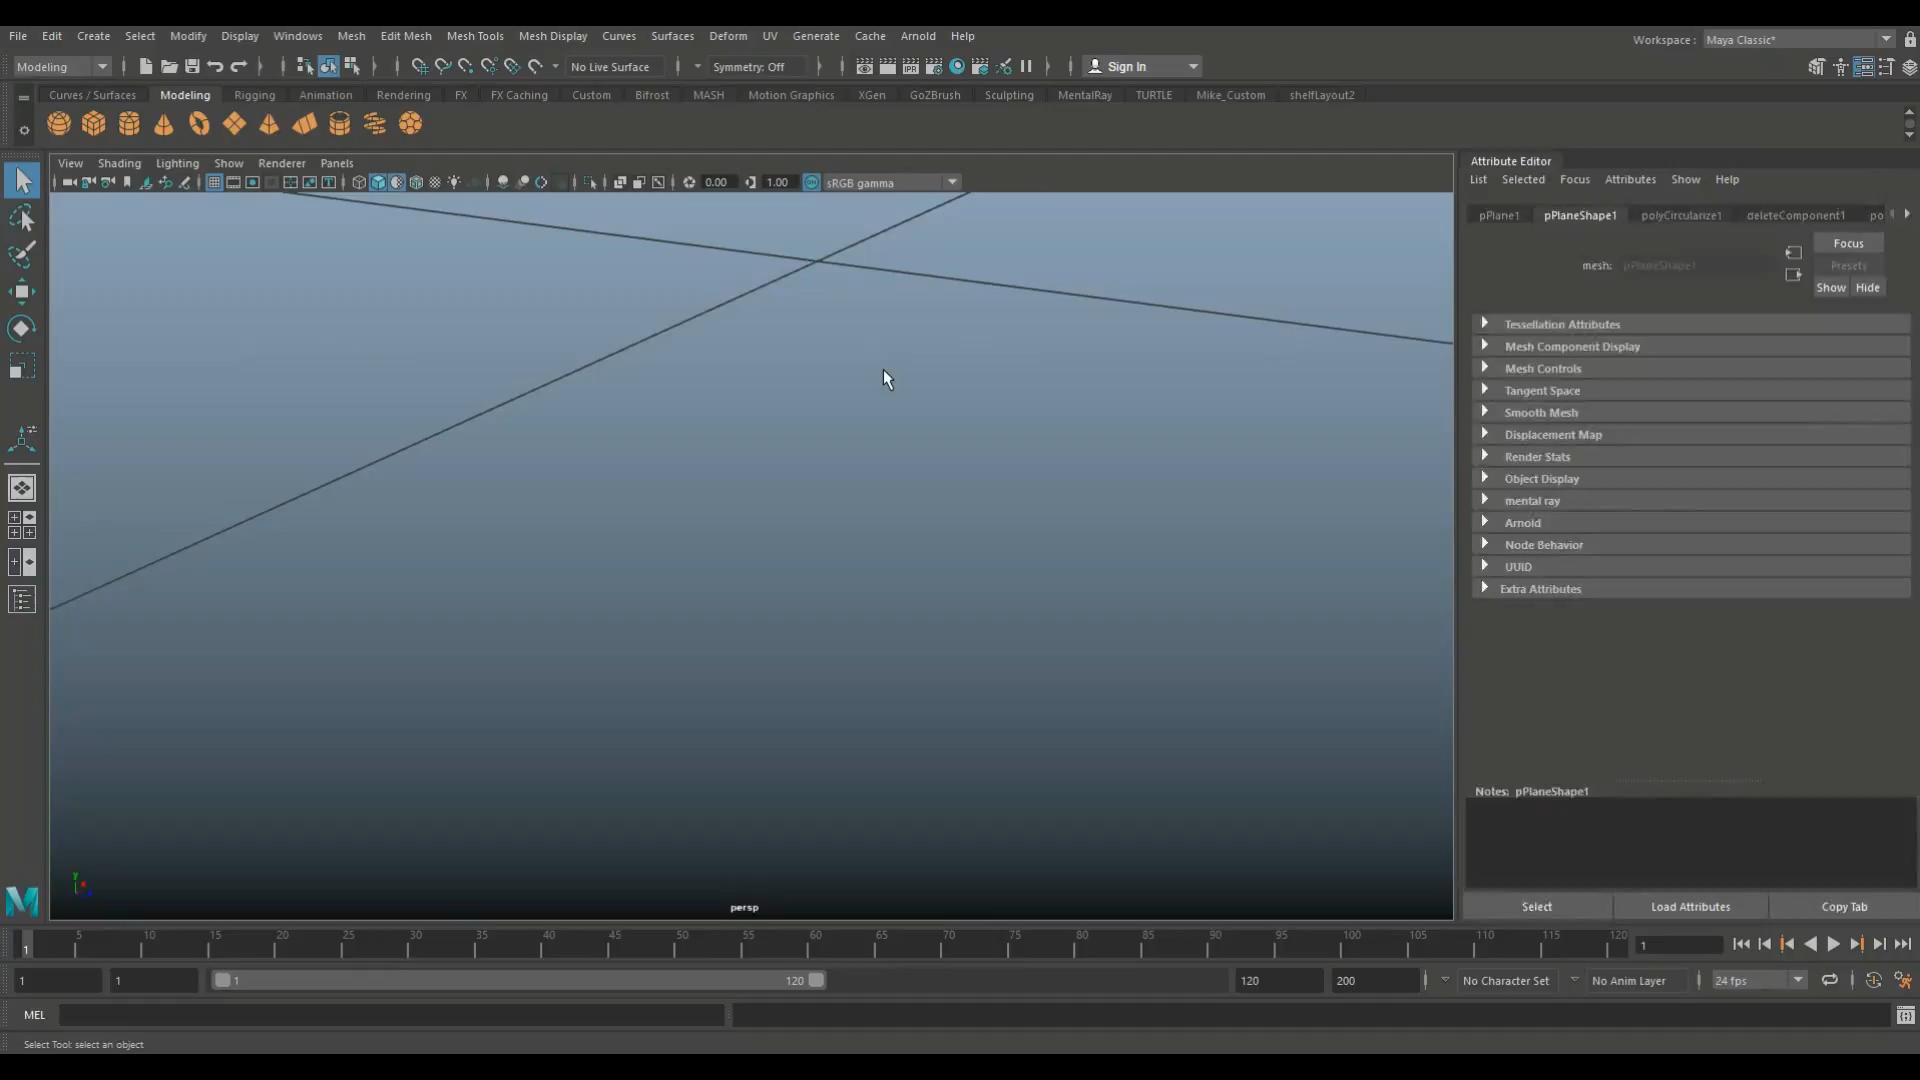 File Edit Create Select Modify Display Windows Mesh Edit Mesh Mesh Tools Mesh Display Curves Surfaces Deform UV Generate Cache Arnold Help
Workspace : Maya Classic*
Modeling No Live Surface Symmetry: Off Sign In
Curves / Surfaces Modeling Rigging Animation Rendering FX FX Caching Custom Bifrost MASH Motion Graphics XGen GoZBrush Sculpting MentalRay TURTLE Mike_Custom shelfLayout2
View Shading Lighting Show Renderer Panels
0.00 1.00 sRGB gamma
persp
Attribute Editor
List Selected Focus Attributes Show Help
pPlane1 pPlaneShape1 polyCircularize1 deleteComponent1 po
Focus
mesh: pPlaneShape1
Presets
Show Hide
Tessellation Attributes
Mesh Component Display
Mesh Controls
Tangent Space
Smooth Mesh
Displacement Map
Render Stats
Object Display
mental ray
Arnold
Node Behavior
UUID
Extra Attributes
Notes: pPlaneShape1
Select Load Attributes Copy Tab
1 5 10 15 20 25 30 35 40 45 50 55 60 65 70 75 80 85 90 95 100 105 110 115 120 1
1 1 1 120 120 200 No Character Set No Anim Layer 24 fps
MEL
Select Tool: select an object